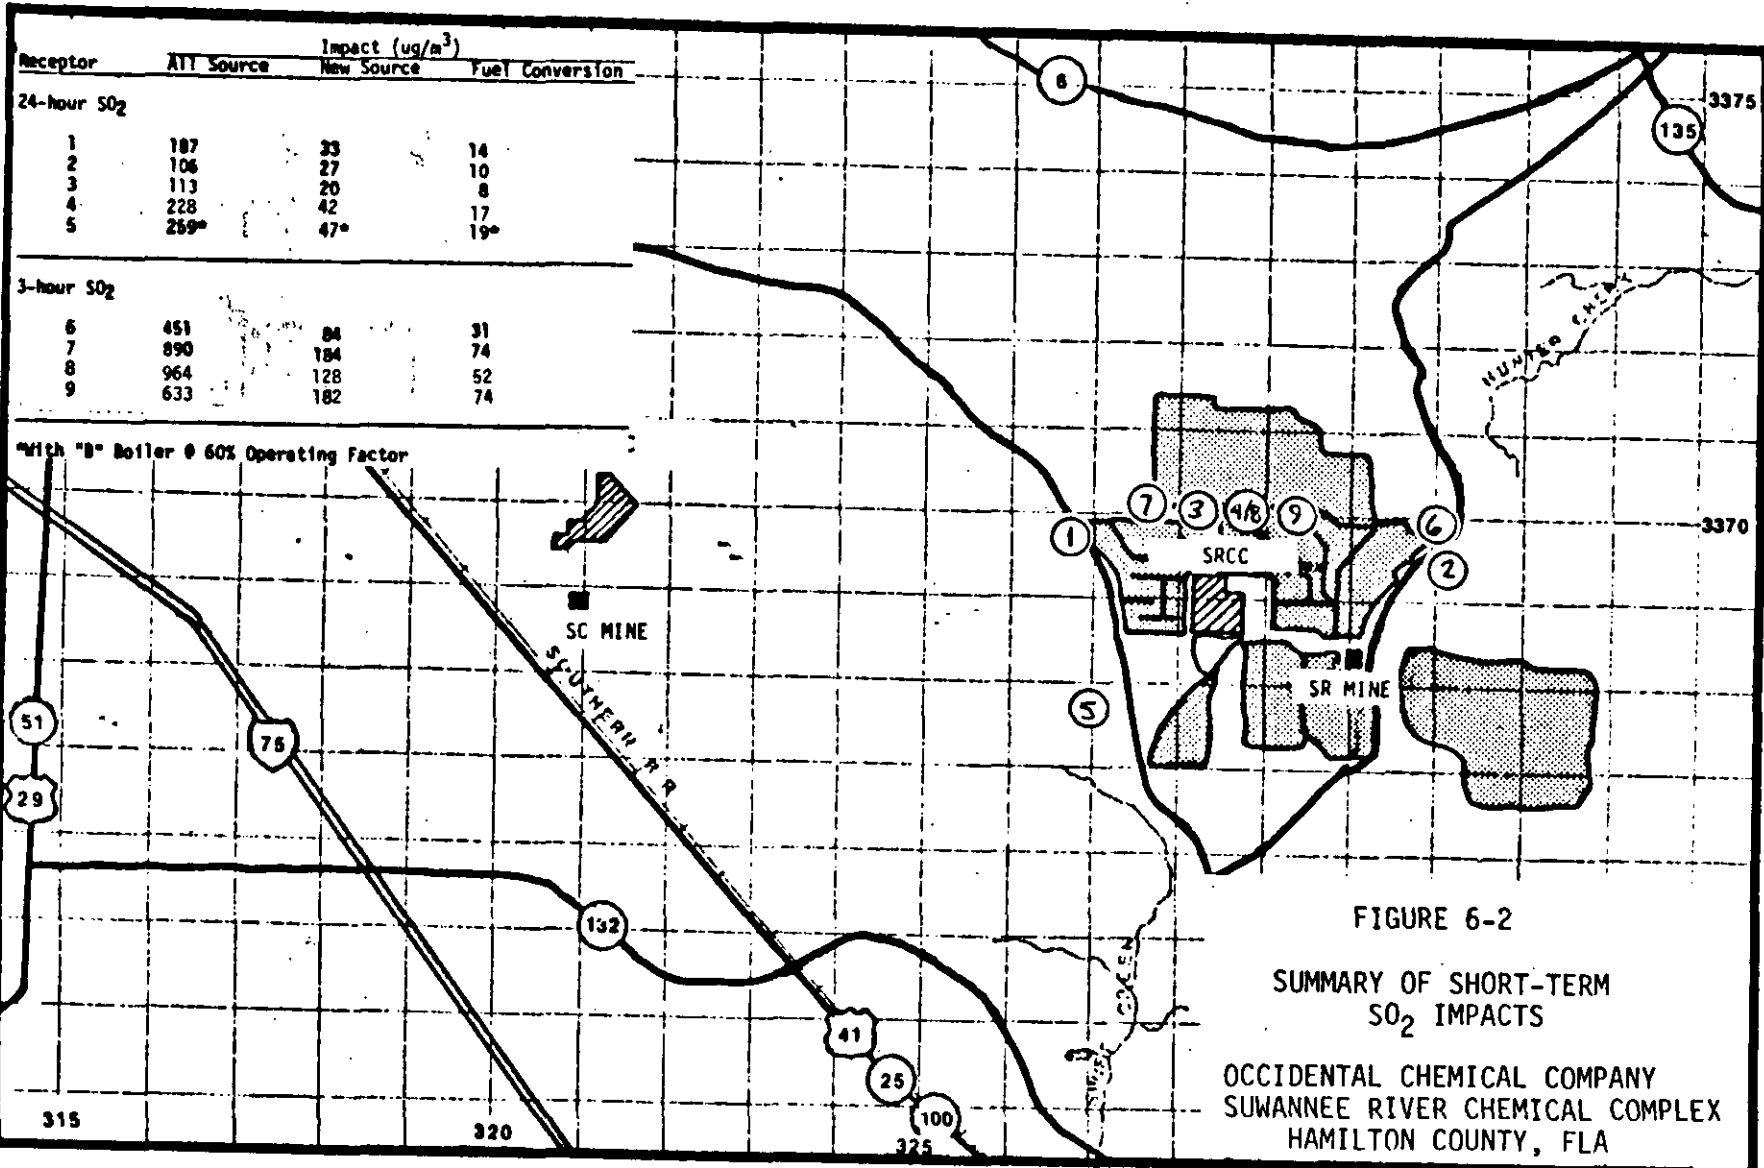 Impact (ug/m³)
Receptor All Source New Source Fuel Conversion
24-hour SO₂
1 187 33 14
2 106 27 10
3 113 20 8
4 228 42 17
5 259* 47* 19*
3-hour SO₂
6 451 84 31
7 890 184 74
8 964 128 52
9 633 182 74
*With "B" Boiler @ 60% Operating Factor
6
135
3375
HUNTER CREEK
7 3 4/8 9
1
6
3370
SRCC
2
SC MINE
SOUTHERN R R
SR MINE
5
51
75
29
132
41
25
100
315
320
325
CREEK
FIGURE 6-2
SUMMARY OF SHORT-TERM
SO₂ IMPACTS
OCCIDENTAL CHEMICAL COMPANY
SUWANNEE RIVER CHEMICAL COMPLEX
HAMILTON COUNTY, FLA